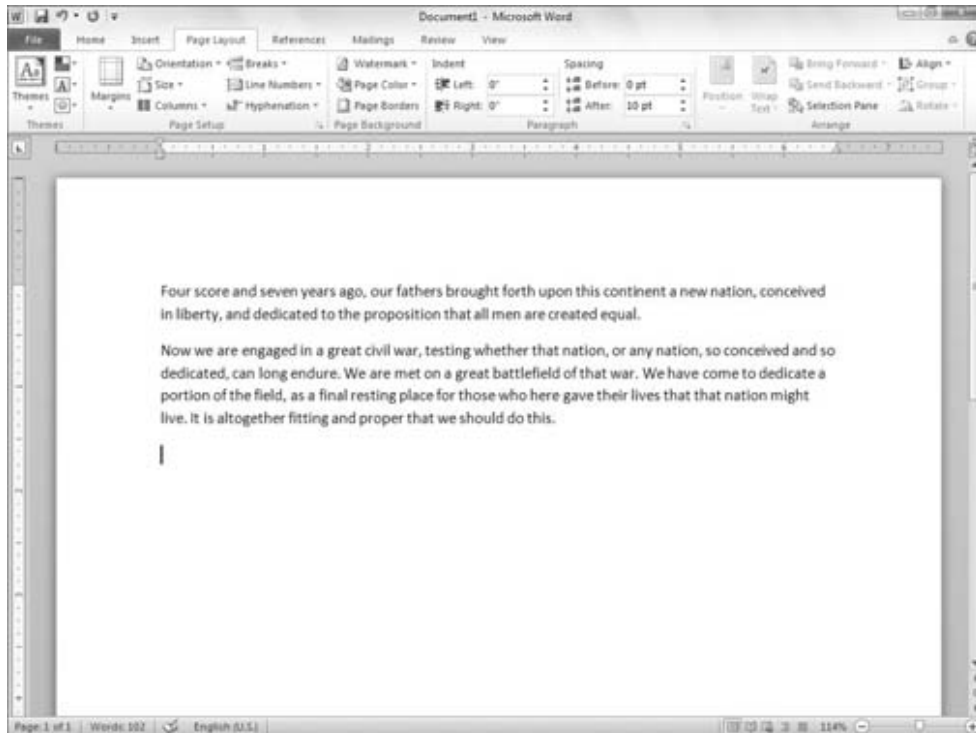 Document1 - Microsoft Word
File Home Insert Page Layout References Mailings Review View
Orientation Breaks Watermark Indent Spacing Bring Forward Align
Size Line Numbers Page Color Left: 0" Before: 0 pt Send Backward Group
Themes Margins Columns Hyphenation Page Borders Right: 0" After: 10 pt Position Wrap Text Selection Pane Rotate
Themes Page Setup Page Background Paragraph Arrange
Four score and seven years ago, our fathers brought forth upon this continent a new nation, conceived
in liberty, and dedicated to the proposition that all men are created equal.
Now we are engaged in a great civil war, testing whether that nation, or any nation, so conceived and so
dedicated, can long endure. We are met on a great battlefield of that war. We have come to dedicate a
portion of the field, as a final resting place for those who here gave their lives that that nation might
live. It is altogether fitting and proper that we should do this.
Page: 1 of 1 Words: 102 English (U.S.) 114%